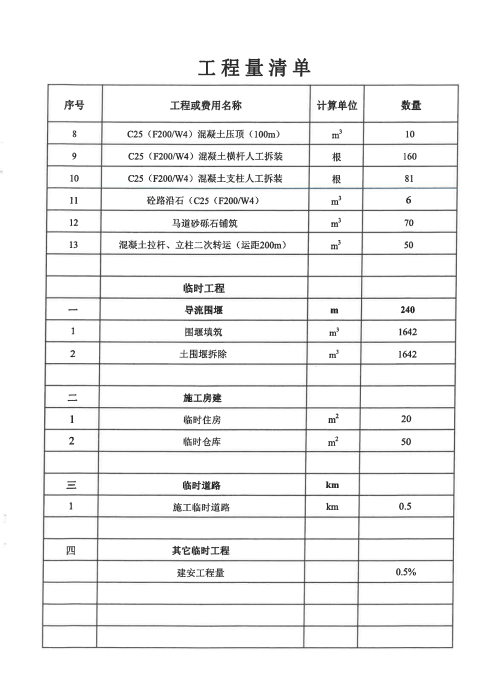 工程量清单
序号 工程或费用名称 计算单位 数量
8 C25（F200/W4）混凝土压顶（100m） m³ 10
9 C25（F200/W4）混凝土横杆人工拆装 根 160
10 C25（F200/W4）混凝土支柱人工拆装 根 81
11 砼路沿石（C25（F200/W4） m³ 6
12 马道砂砾石铺筑 m³ 70
13 混凝土拉杆、立柱二次转运（运距200m） m³ 50
临时工程
一 导流围堰 m 240
1 围堰填筑 m³ 1642
2 土围堰拆除 m³ 1642
二 施工房建
1 临时住房 m² 20
2 临时仓库 m² 50
三 临时道路 km
1 施工临时道路 km 0.5
四 其它临时工程
建安工程量 0.5%